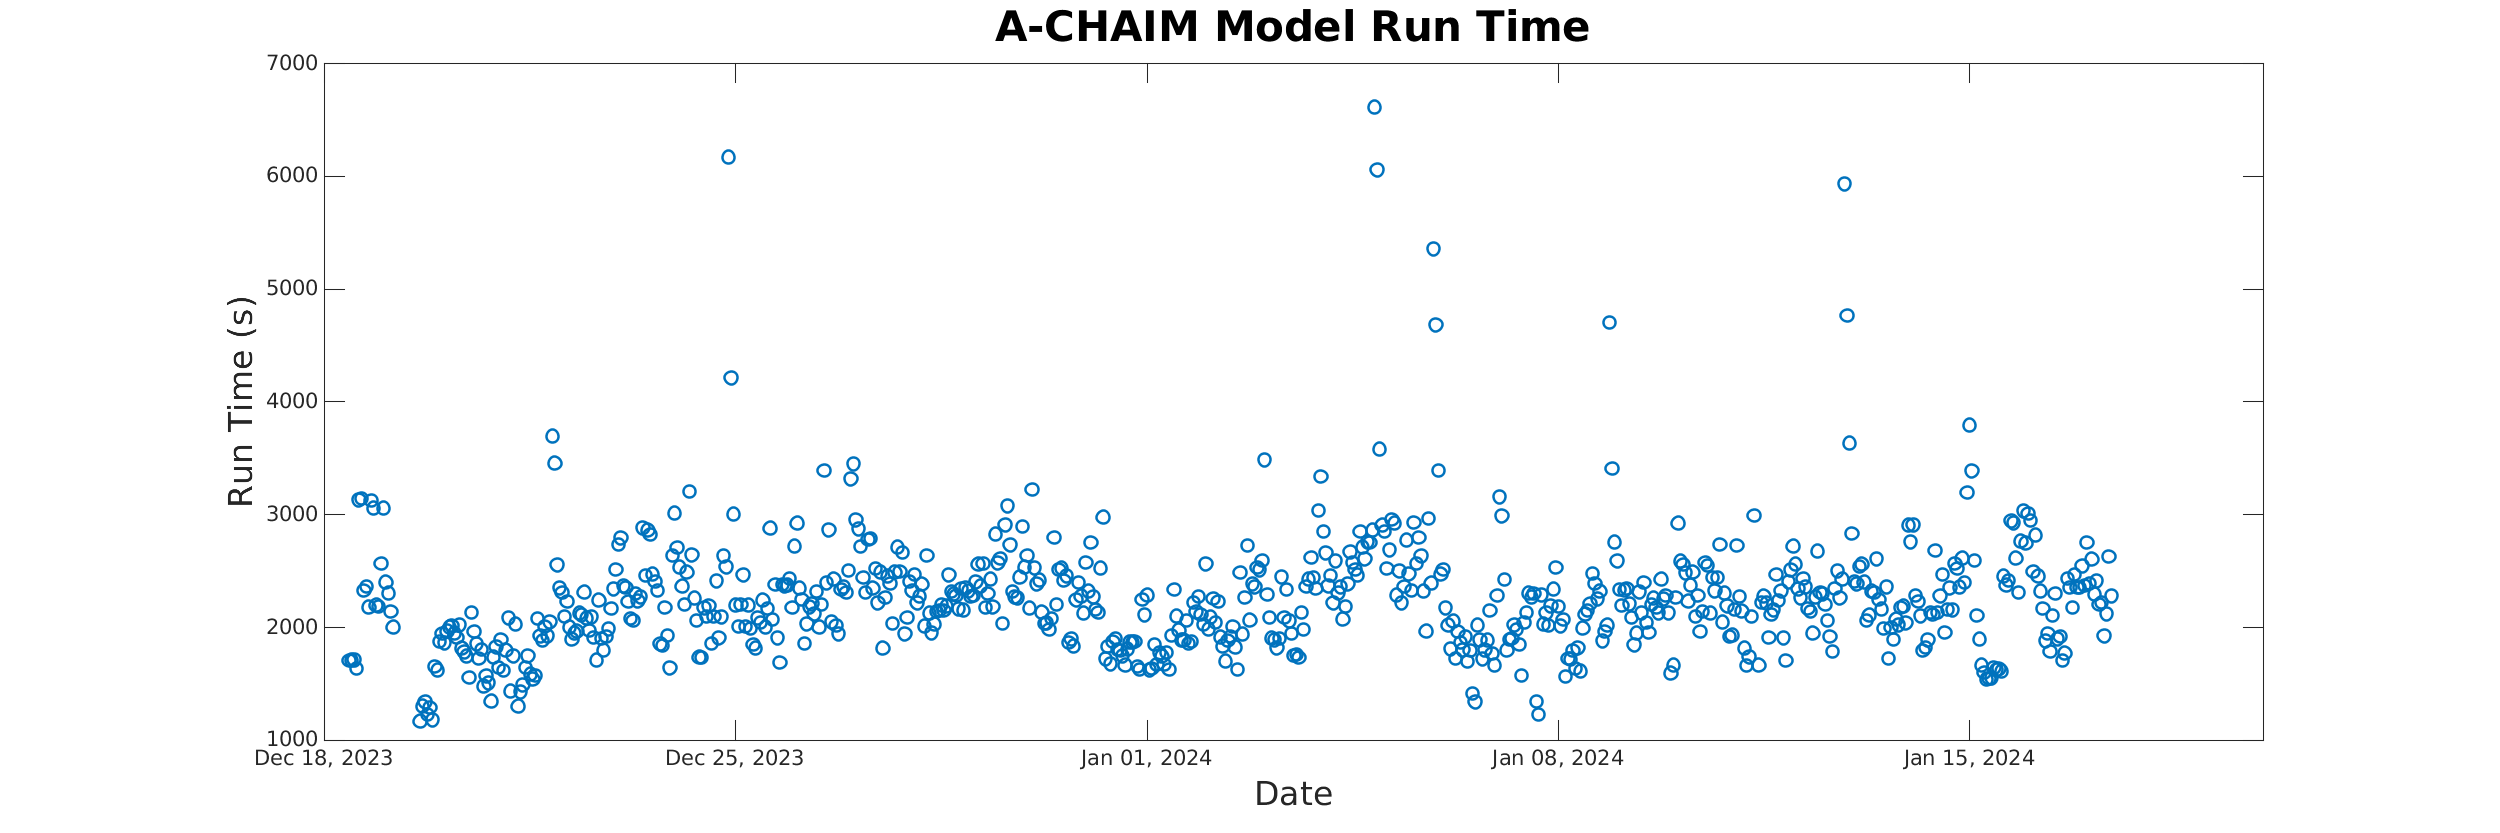 A-CHAIM Model Run Time
7000
6000
5000
4000
3000
2000
1000
Run Time (s)
Dec 18, 2023
Dec 25, 2023
Jan 01, 2024
Jan 08, 2024
Jan 15, 2024
Date